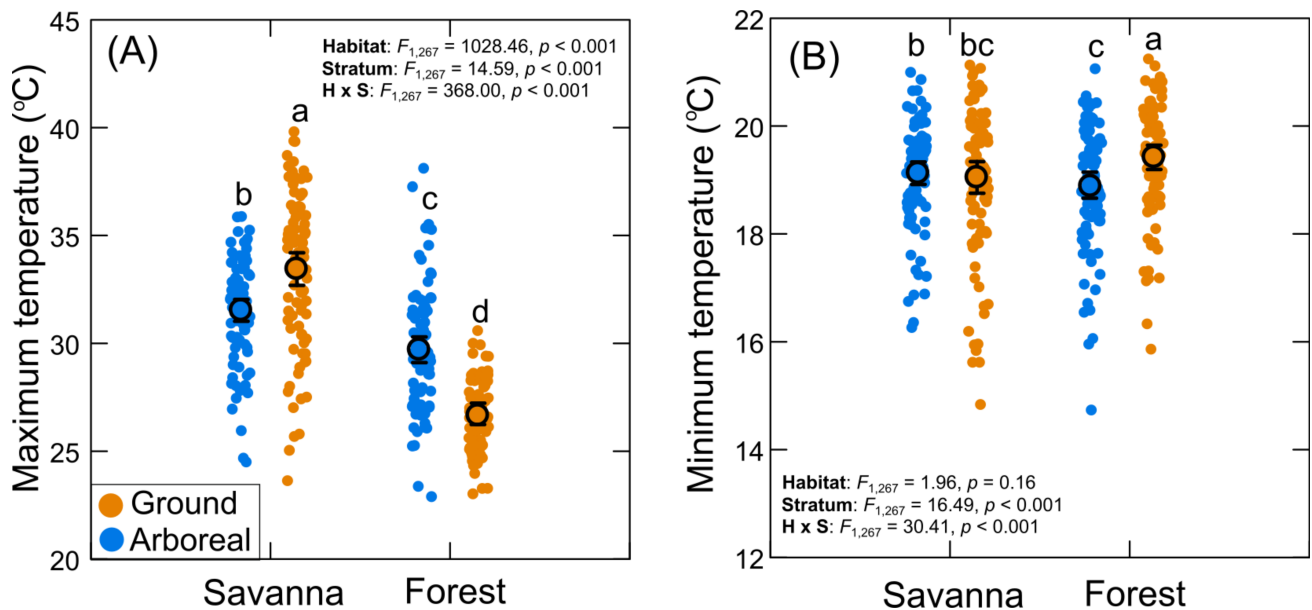 (A)
Habitat: F1,267 = 1028.46, p < 0.001
Stratum: F1,267 = 14.59, p < 0.001
H x S: F1,267 = 368.00, p < 0.001
Maximum temperature (ºC)
45
40
35
30
25
20
b
a
c
d
Ground
Arboreal
Savanna
Forest
(B)
Minimum temperature (ºC)
22
20
18
16
14
12
b
bc
c
a
Habitat: F1,267 = 1.96, p = 0.16
Stratum: F1,267 = 16.49, p < 0.001
H x S: F1,267 = 30.41, p < 0.001
Savanna
Forest